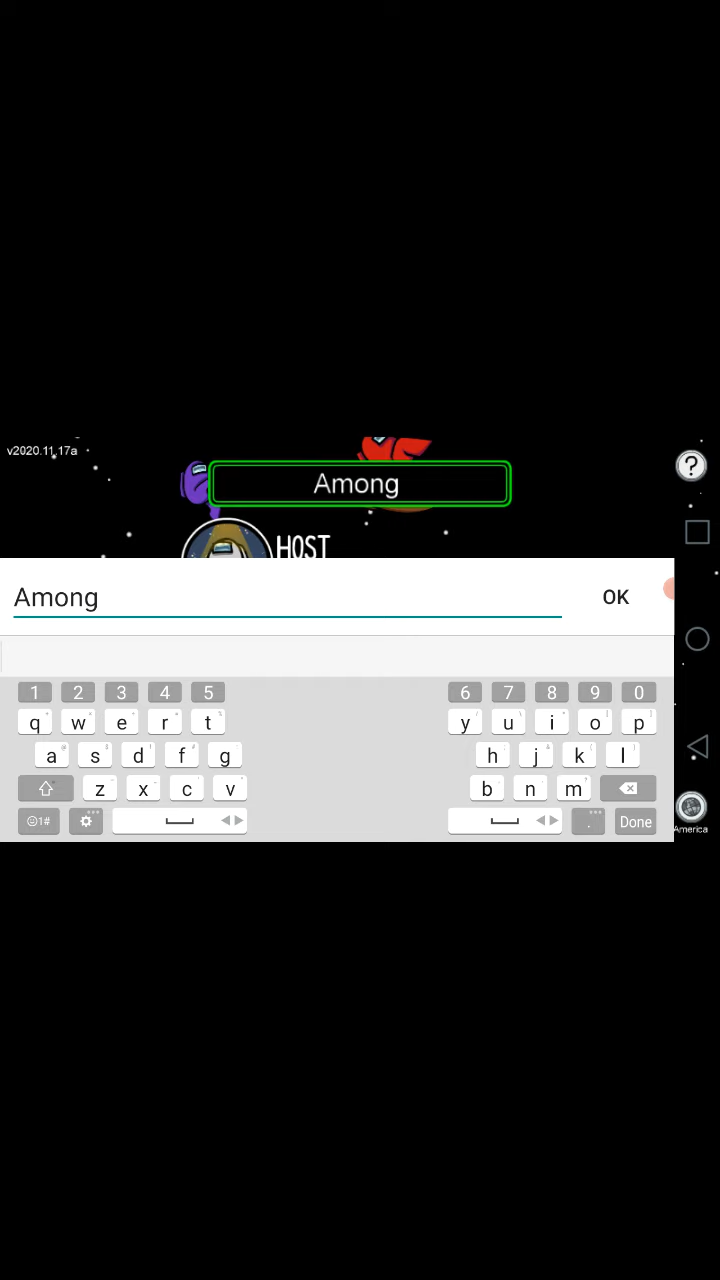 v2020.11.17a
Among
?
HOST
Among OK
1 2 3 4 5 6 7 8 9 0
q w e r t y u i o p
a s d f g h j k l
z x c v b n m
1# . Done
America